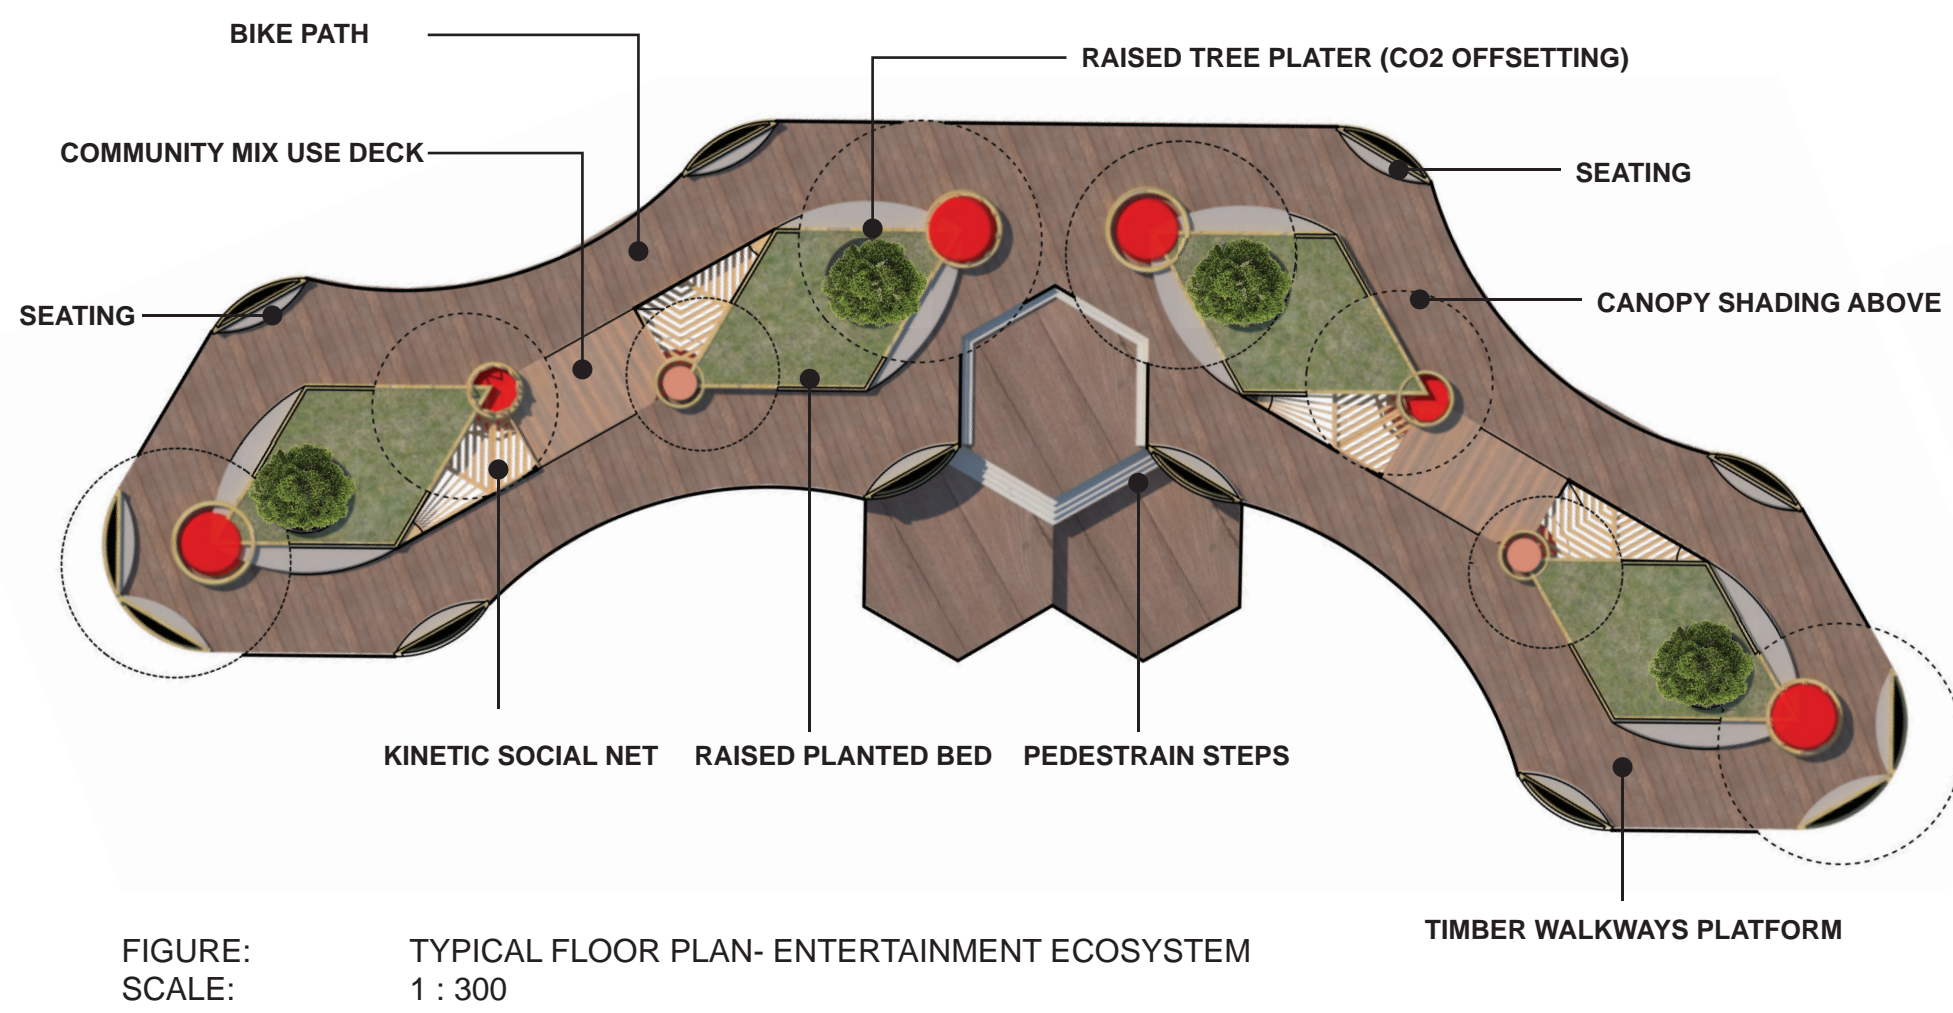 BIKE PATH
RAISED TREE PLATER (CO2 OFFSETTING)
COMMUNITY MIX USE DECK
SEATING
SEATING
CANOPY SHADING ABOVE
KINETIC SOCIAL NET
RAISED PLANTED BED
PEDESTRAIN STEPS
TIMBER WALKWAYS PLATFORM
FIGURE: TYPICAL FLOOR PLAN- ENTERTAINMENT ECOSYSTEM
SCALE: 1 : 300